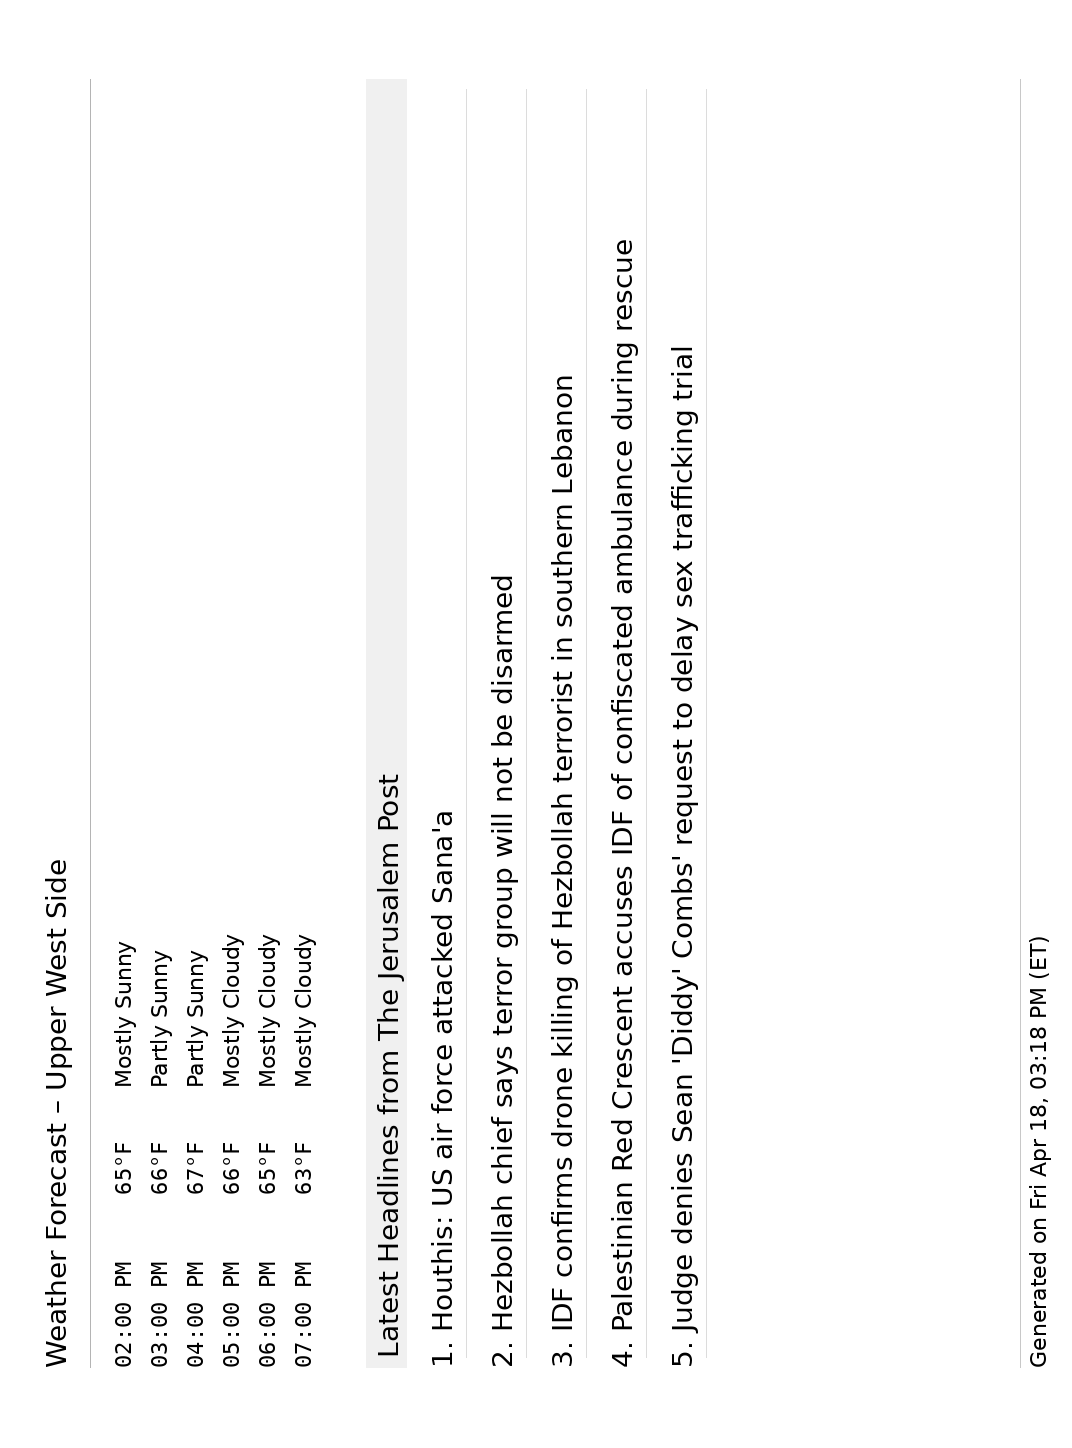 Weather Forecast – Upper West Side
02:00 PM 65°F Mostly Sunny
03:00 PM 66°F Partly Sunny
04:00 PM 67°F Partly Sunny
05:00 PM 66°F Mostly Cloudy
06:00 PM 65°F Mostly Cloudy
07:00 PM 63°F Mostly Cloudy
Latest Headlines from The Jerusalem Post
1. Houthis: US air force attacked Sana'a
2. Hezbollah chief says terror group will not be disarmed
3. IDF confirms drone killing of Hezbollah terrorist in southern Lebanon
4. Palestinian Red Crescent accuses IDF of confiscated ambulance during rescue
5. Judge denies Sean 'Diddy' Combs' request to delay sex trafficking trial
Generated on Fri Apr 18, 03:18 PM (ET)